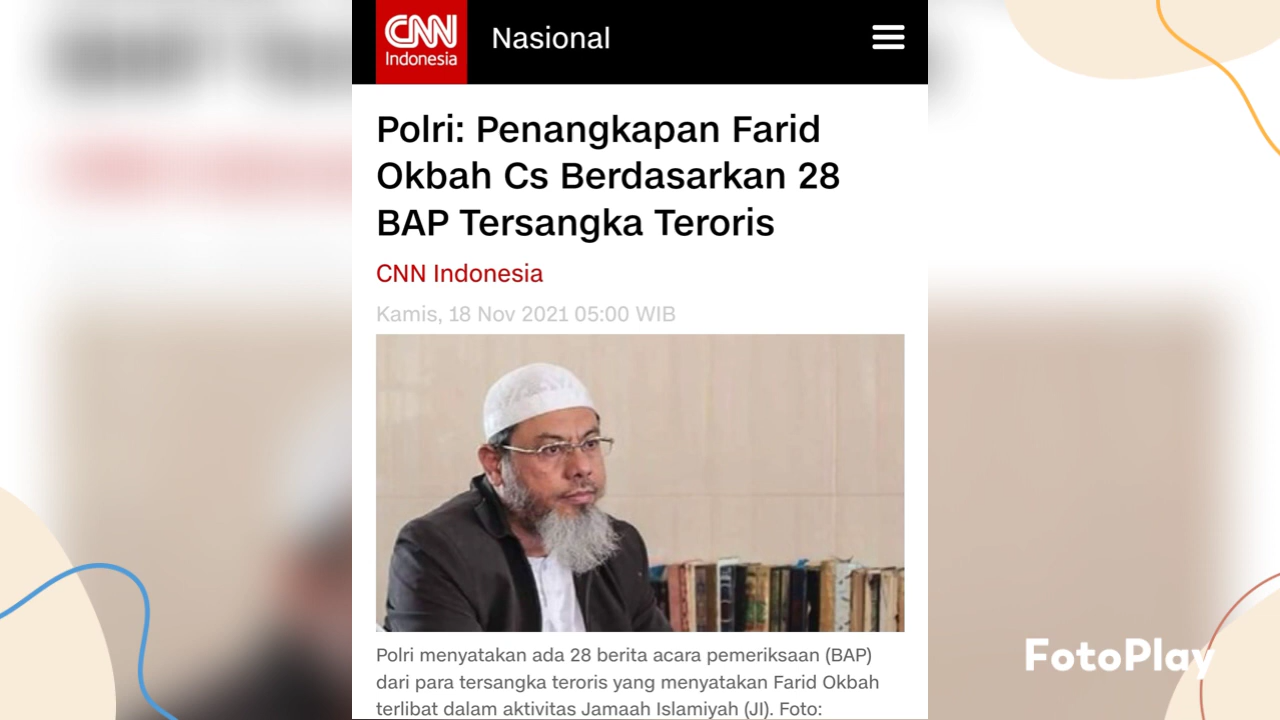 CNN
Indonesia
Nasional
Polri: Penangkapan Farid
Okbah Cs Berdasarkan 28
BAP Tersangka Teroris
CNN Indonesia
Kamis, 18 Nov 2021 05:00 WIB
Polri menyatakan ada 28 berita acara pemeriksaan (BAP)
dari para tersangka teroris yang menyatakan Farid Okbah
terlibat dalam aktivitas Jamaah Islamiyah (JI). Foto:
FotoPlay